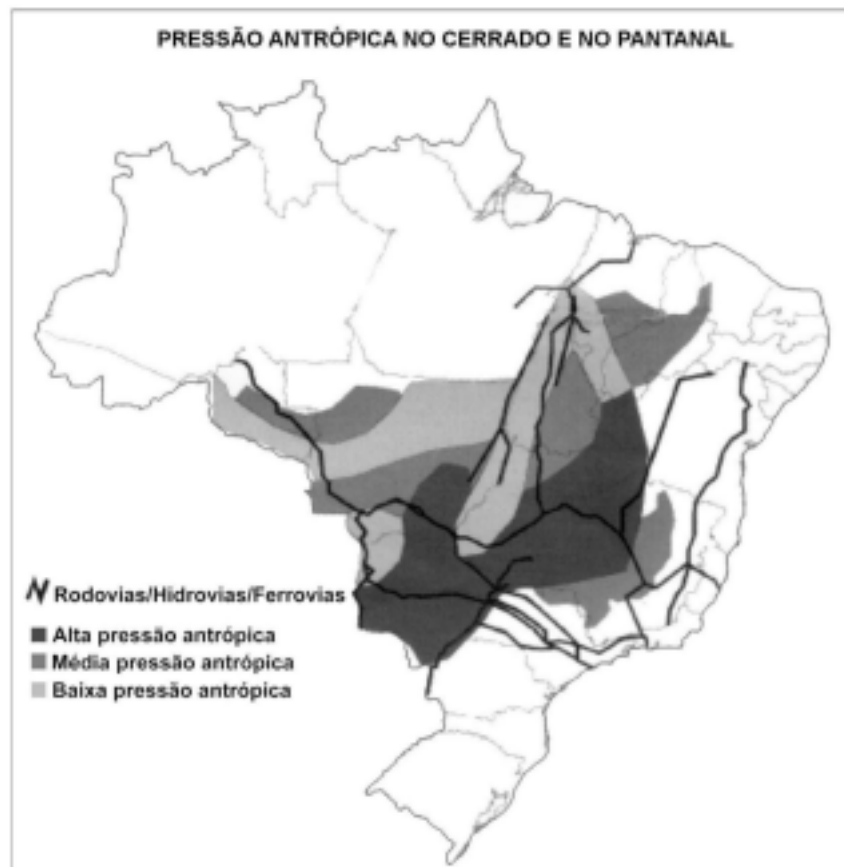 PRESSÃO ANTRÓPICA NO CERRADO E NO PANTANAL
Rodovias/Hidrovias/Ferrovias
Alta pressão antrópica
Média pressão antrópica
Baixa pressão antrópica